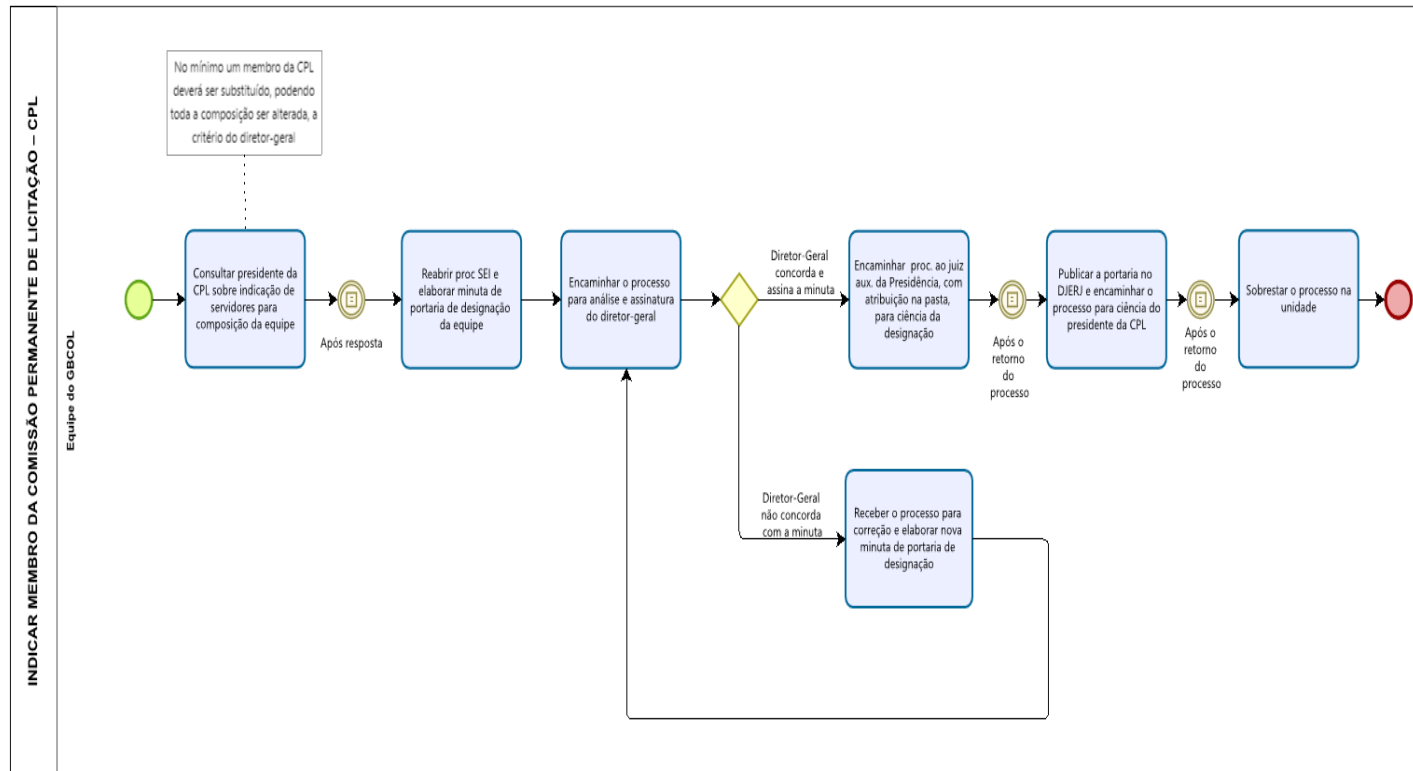 INDICAR MEMBRO DA COMISSÃO PERMANENTE DE LICITAÇÃO – CPL
Equipe do GBCOL
No mínimo um membro da CPL
deverá ser substituído, podendo
toda a composição ser alterada, a
critério do diretor-geral
Consultar presidente da
CPL sobre indicação de
servidores para
composição da equipe
Após resposta
Reabrir proc SEI e
elaborar minuta de
portaria de designação
da equipe
Encaminhar o processo
para análise e assinatura
do diretor-geral
Diretor-Geral
concorda e
assina a minuta
Encaminhar proc. ao juiz
aux. da Presidência, com
atribuição na pasta,
para ciência da
designação
Após o
retorno
do
processo
Publicar a portaria no
DJERJ e encaminhar o
processo para ciência do
presidente da CPL
Após o
retorno
do
processo
Sobrestar o processo na
unidade
Diretor-Geral
não concorda
com a minuta
Receber o processo para
correção e elaborar nova
minuta de portaria de
designação